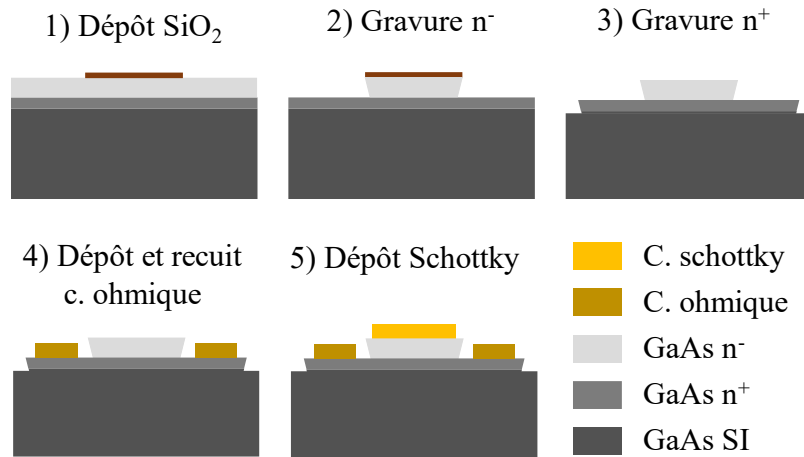 1) Dépôt SiO₂
2) Gravure n⁻
3) Gravure n⁺
4) Dépôt et recuit
c. ohmique
5) Dépôt Schottky
C. schottky
C. ohmique
GaAs n⁻
GaAs n⁺
GaAs SI